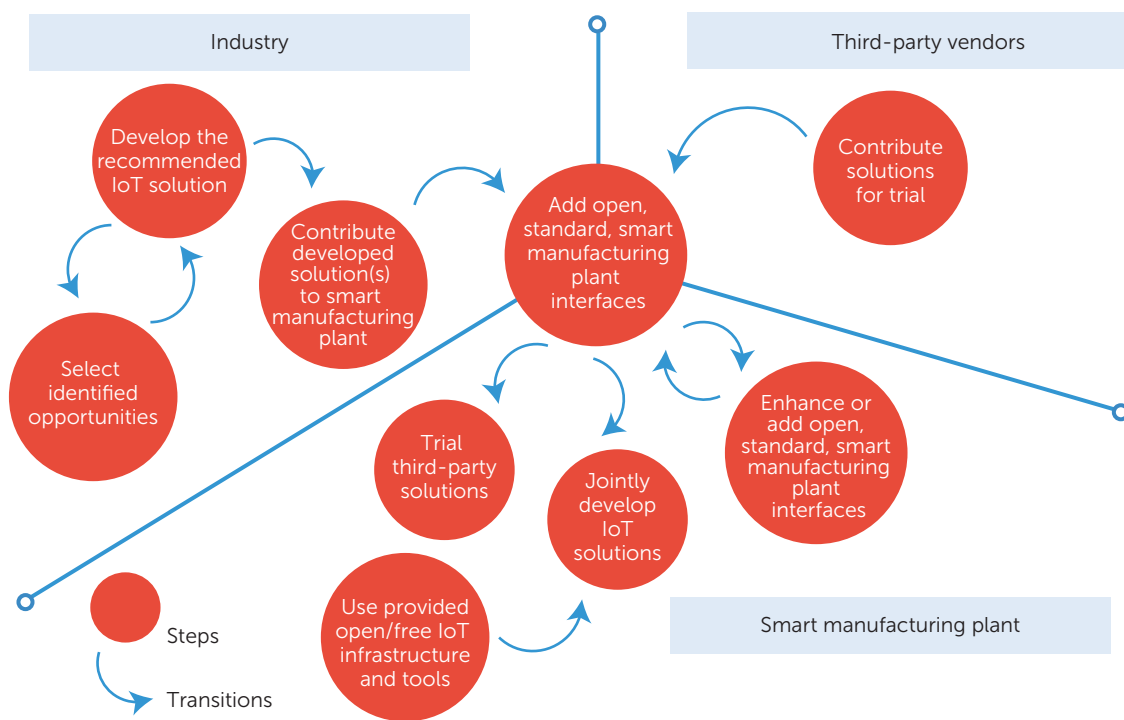 Industry
Third-party vendors
Develop the
recommended
IoT solution
Contribute
developed
solution(s)
to smart
manufacturing
plant
Select
identified
opportunities
Add open,
standard, smart
manufacturing
plant
interfaces
Contribute
solutions
for trial
Trial
third-party
solutions
Jointly
develop
IoT
solutions
Enhance or
add open,
standard, smart
manufacturing
plant
interfaces
Use provided
open/free IoT
infrastructure
and tools
Smart manufacturing plant
Steps
Transitions